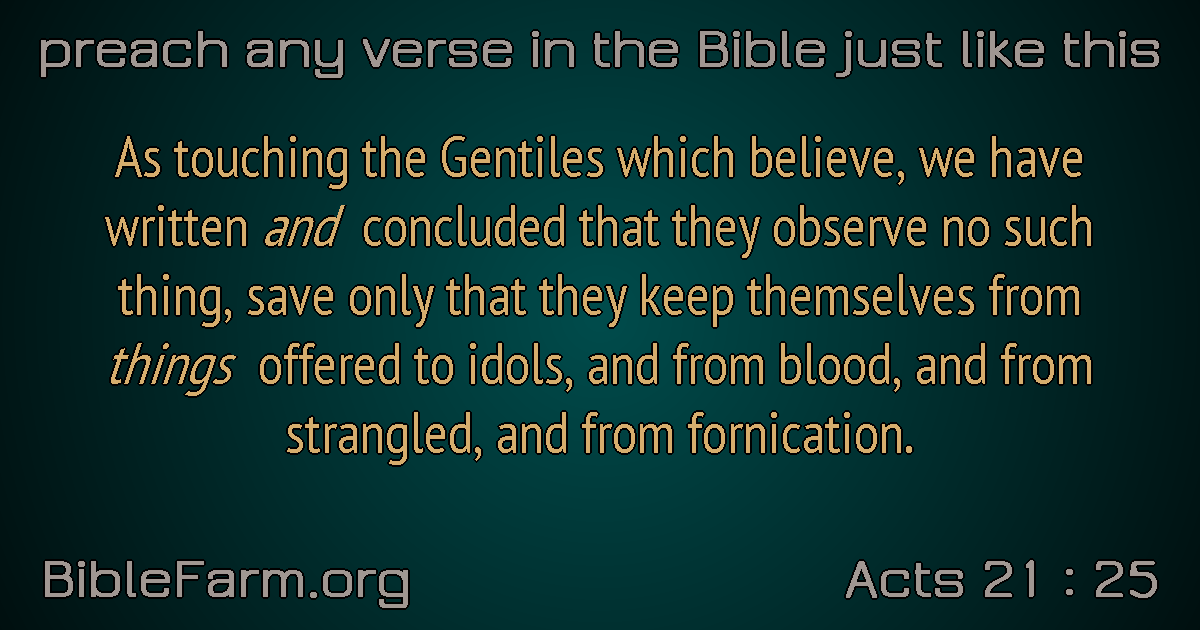 preach any verse in the Bible just like this
As touching the Gentiles which believe, we have
written and concluded that they observe no such
thing, save only that they keep themselves from
things offered to idols, and from blood, and from
strangled, and from fornication.
BibleFarm.org
Acts 21 : 25